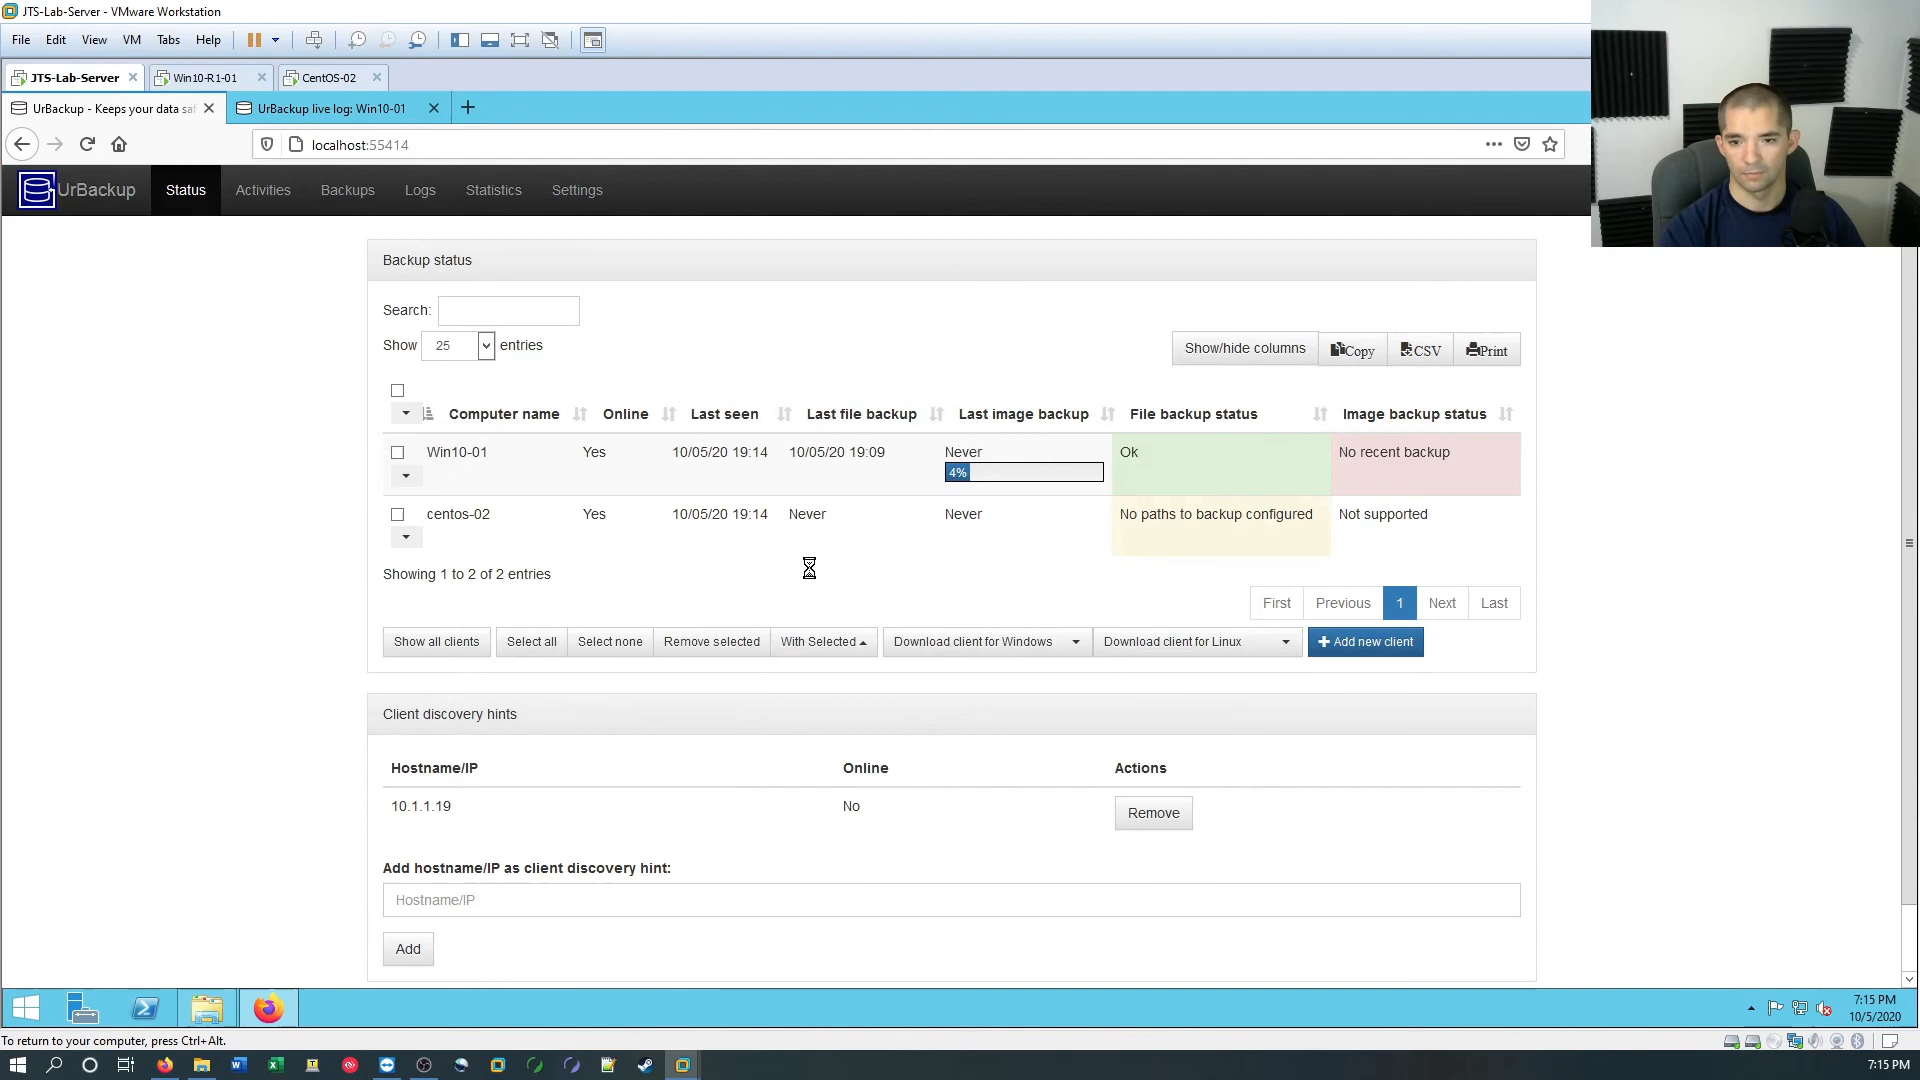 JTS-Lab-Server - VMware Workstation
File Edit View VM Tabs Help
JTS-Lab-Server Win10-R1-01 CentOS-02
UrBackup - Keeps your data saf UrBackup live log: Win10-01
localhost:55414
UrBackup Status Activities Backups Logs Statistics Settings
Backup status
Search:
Show 25 entries
Show/hide columns Copy CSV Print
Computer name Online Last seen Last file backup Last image backup File backup status Image backup status
Win10-01 Yes 10/05/20 19:14 10/05/20 19:09 Never Ok No recent backup
4%
centos-02 Yes 10/05/20 19:14 Never Never No paths to backup configured Not supported
Showing 1 to 2 of 2 entries
First Previous 1 Next Last
Show all clients Select all Select none Remove selected With Selected Download client for Windows Download client for Linux Add new client
Client discovery hints
Hostname/IP Online Actions
10.1.1.19 No Remove
Add hostname/IP as client discovery hint:
Hostname/IP
Add
7:15 PM
10/5/2020
To return to your computer, press Ctrl+Alt.
7:15 PM